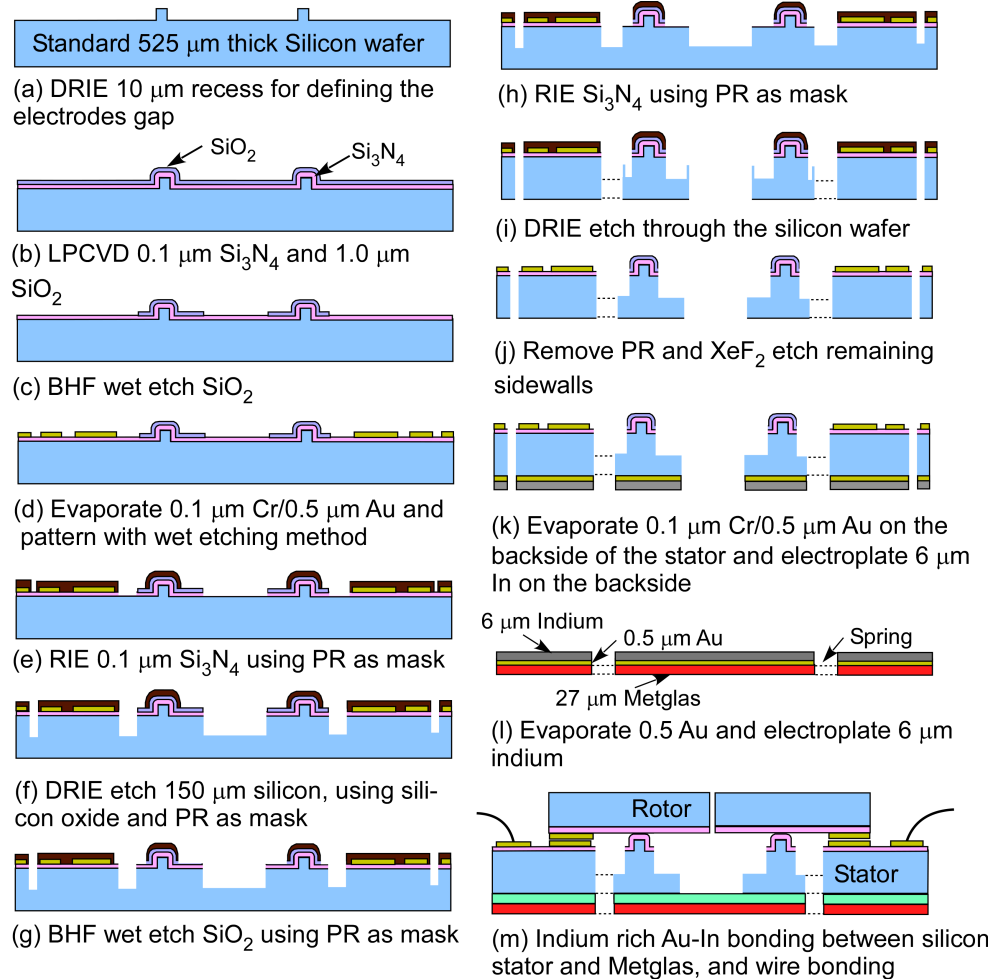 Standard 525 μm thick Silicon wafer
(a) DRIE 10 μm recess for defining the
electrodes gap
SiO₂
Si₃N₄
(b) LPCVD 0.1 μm Si₃N₄ and 1.0 μm
SiO₂
(c) BHF wet etch SiO₂
(d) Evaporate 0.1 μm Cr/0.5 μm Au and
pattern with wet etching method
(e) RIE 0.1 μm Si₃N₄ using PR as mask
(f) DRIE etch 150 μm silicon, using sili-
con oxide and PR as mask
(g) BHF wet etch SiO₂ using PR as mask
(h) RIE Si₃N₄ using PR as mask
(i) DRIE etch through the silicon wafer
(j) Remove PR and XeF₂ etch remaining
sidewalls
(k) Evaporate 0.1 μm Cr/0.5 μm Au on the
backside of the stator and electroplate 6 μm
In on the backside
6 μm Indium
0.5 μm Au
Spring
27 μm Metglas
(l) Evaporate 0.5 Au and electroplate 6 μm
indium
Rotor
Stator
(m) Indium rich Au-In bonding between silicon
stator and Metglas, and wire bonding